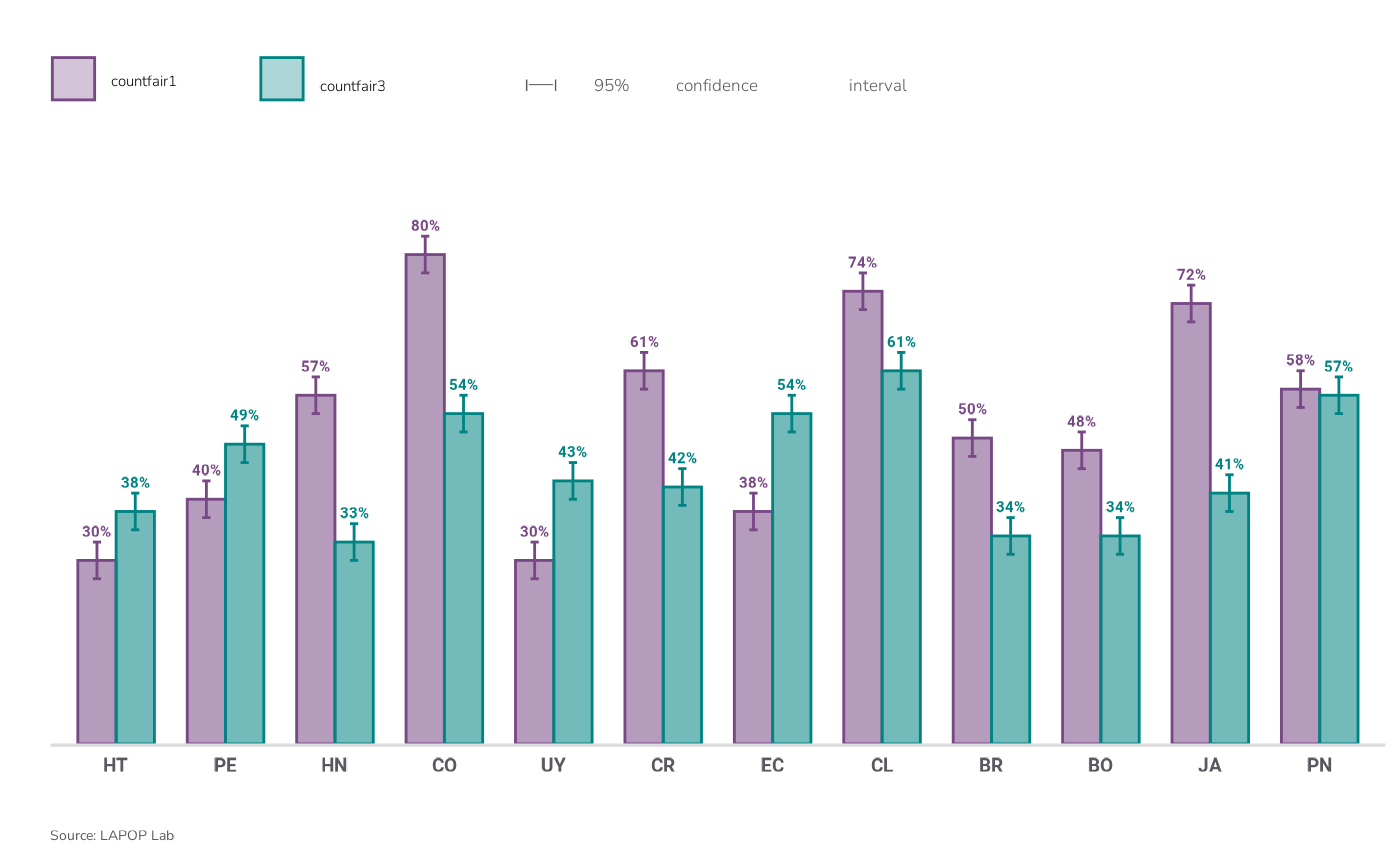 countfair1 countfair3 95% confidence interval
80%
74%
72%
61% 61%
57% 58% 57%
54% 54%
49% 50% 48%
40% 43% 42% 41%
38% 38%
30% 33% 30% 34% 34%
HT PE HN CO UY CR EC CL BR BO JA PN
Source: LAPOP Lab